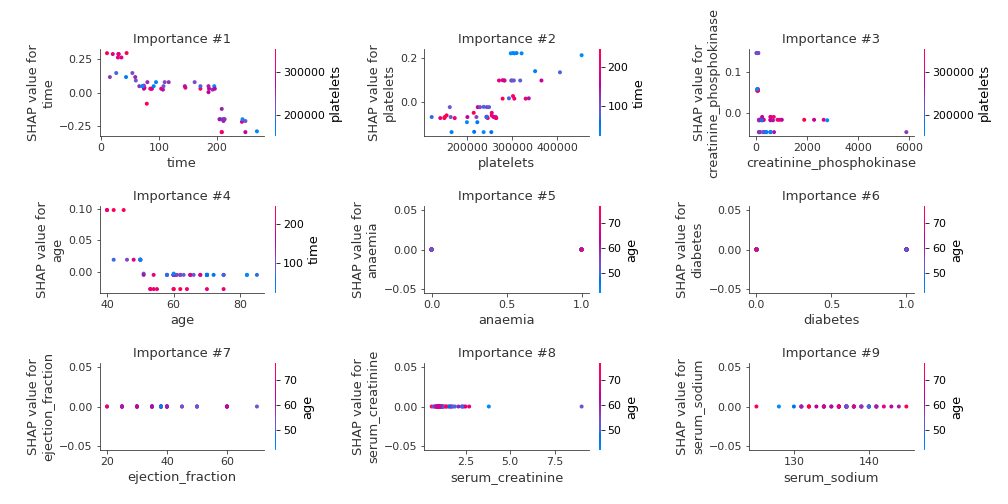 Importance #1
SHAP value for
time
0.25
0.00
−0.25
0
100
200
time
300000
200000
platelets
Importance #2
SHAP value for
platelets
0.2
0.0
200000
300000
400000
platelets
200
100
time
Importance #3
SHAP value for
creatinine_phosphokinase
0.1
0.0
0
2000
4000
6000
creatinine_phosphokinase
300000
200000
platelets
Importance #4
SHAP value for
age
0.10
0.05
0.00
40
60
80
age
200
100
time
Importance #5
SHAP value for
anaemia
0.05
0.00
−0.05
0.0
0.5
1.0
anaemia
70
60
50
age
Importance #6
SHAP value for
diabetes
0.05
0.00
−0.05
0.0
0.5
1.0
diabetes
70
60
50
age
Importance #7
SHAP value for
ejection_fraction
0.05
0.00
−0.05
20
40
60
ejection_fraction
70
60
50
age
Importance #8
SHAP value for
serum_creatinine
0.05
0.00
−0.05
2.5
5.0
7.5
serum_creatinine
70
60
50
age
Importance #9
SHAP value for
serum_sodium
0.05
0.00
−0.05
130
140
serum_sodium
70
60
50
age